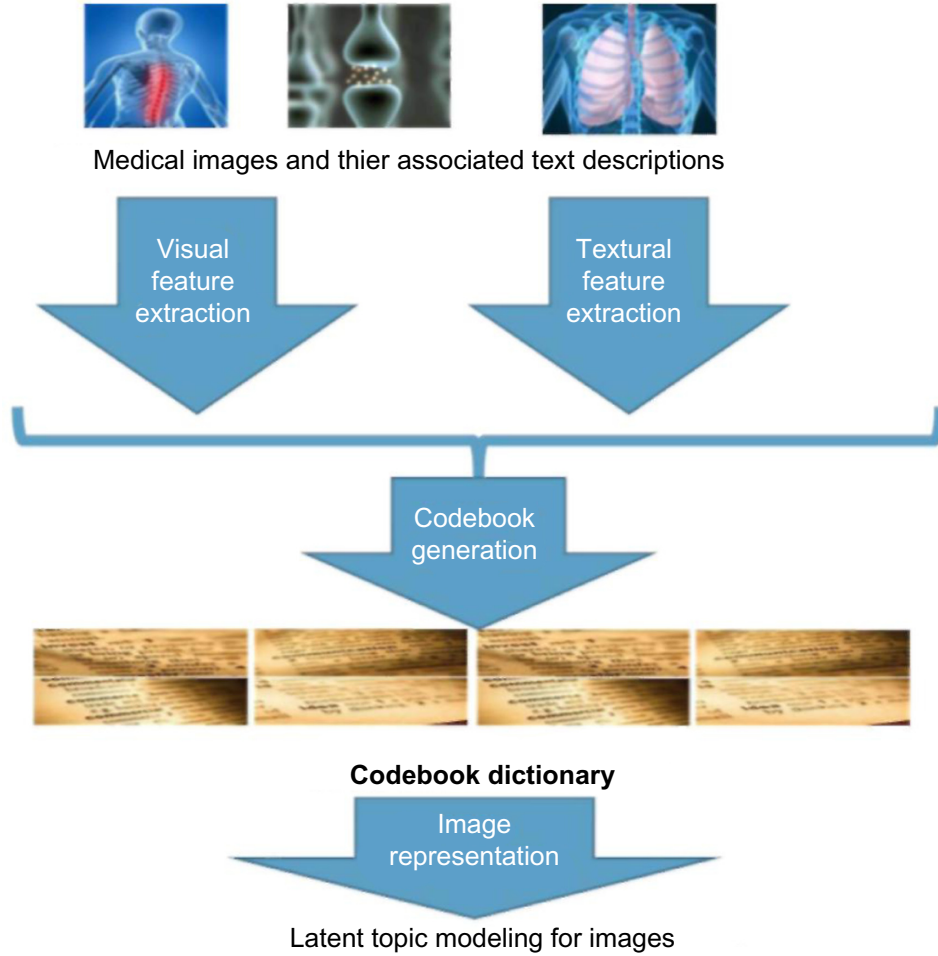 Medical images and thier associated text descriptions
Visual
feature
extraction
Textural
feature
extraction
Codebook
generation
Codebook dictionary
Image
representation
Latent topic modeling for images